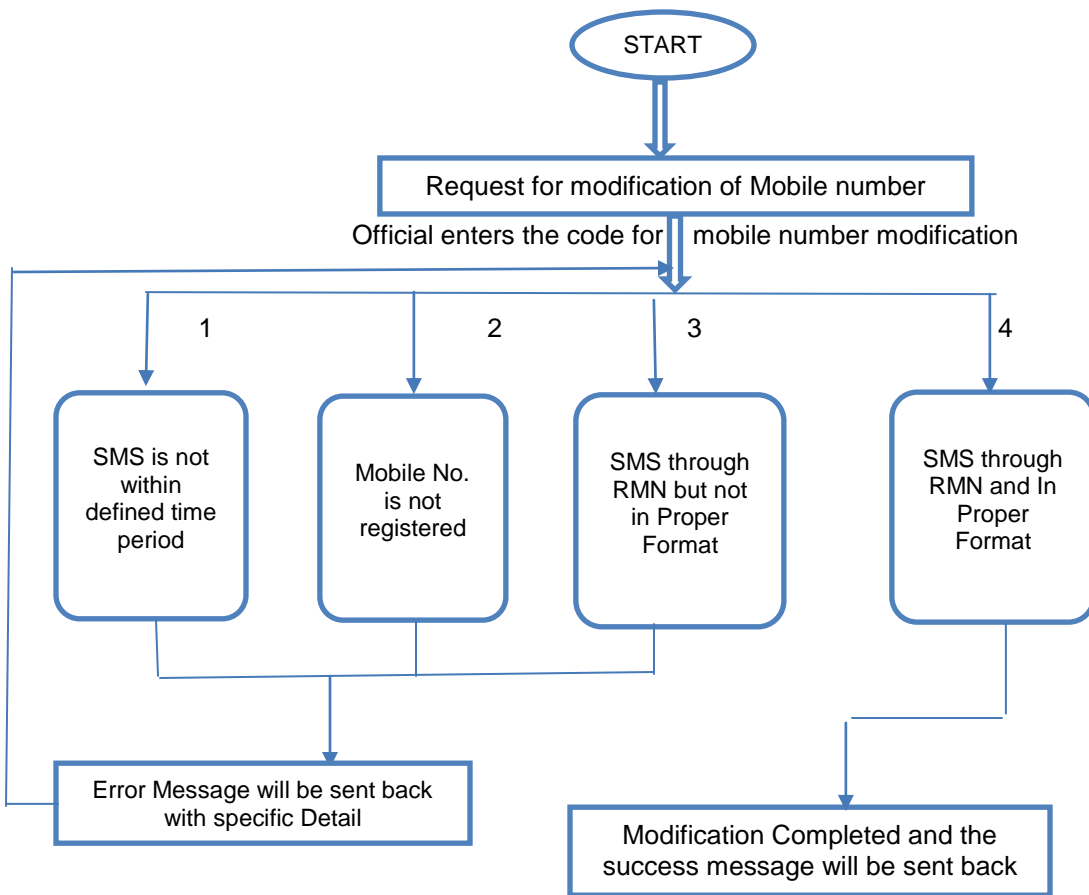 START
Request for modification of Mobile number
Official enters the code for mobile number modification
1
2
3
4
SMS is not
within
defined time
period
Mobile No.
is not
registered
SMS through
RMN but not
in Proper
Format
SMS through
RMN and In
Proper
Format
Error Message will be sent back
with specific Detail
Modification Completed and the
success message will be sent back